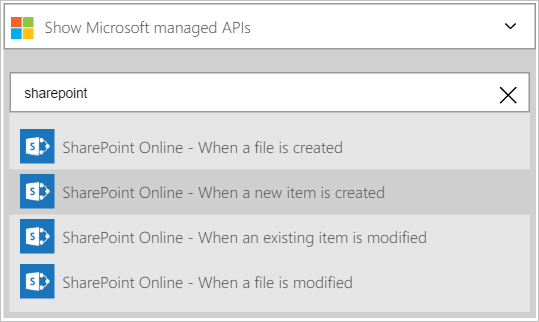 Show Microsoft managed APIs
sharepoint
SharePoint Online - When a file is created
SharePoint Online - When a new item is created
SharePoint Online - When an existing item is modified
SharePoint Online - When a file is modified